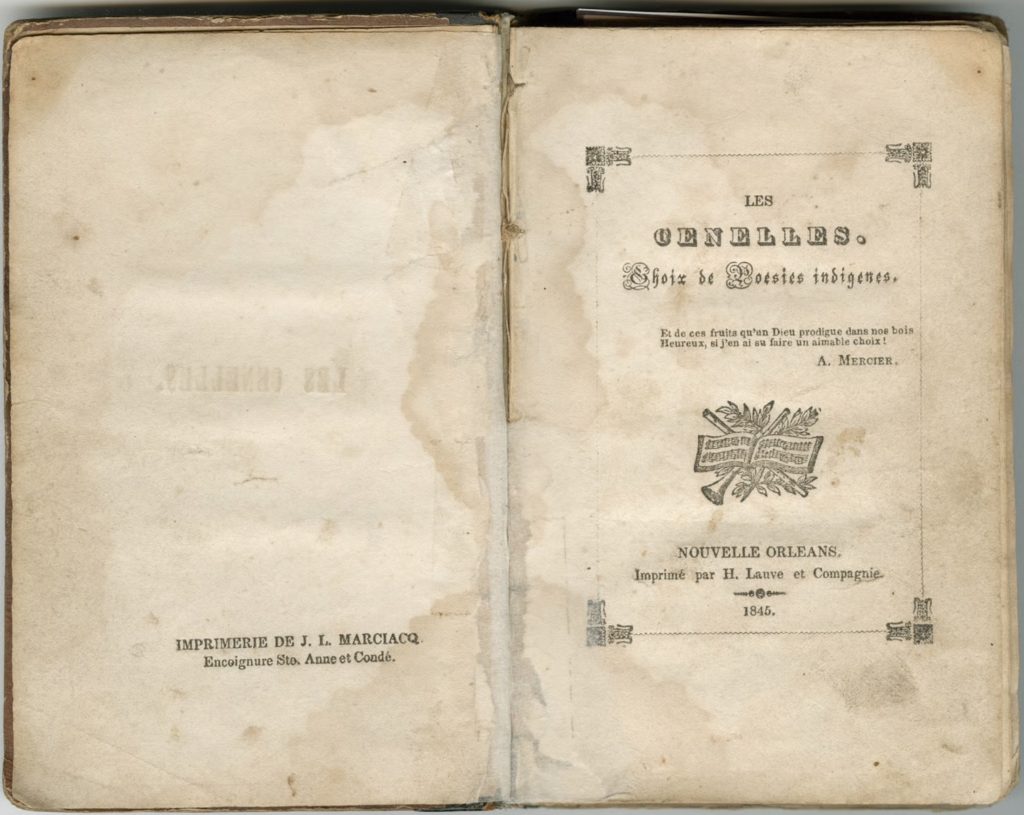 LES CENELLES.
IMPRIMERIE DE J. L. MARCIACQ
Encoignure Ste. Anne et Condé.
LES
CENELLES.
Choix de Poesies indigenes.
Et de ces fruits qu'un Dieu prodigue dans nos bois
Heureux, si j'en ai su faire un aimable choix!
A. MERCIER.
NOUVELLE ORLEANS.
Imprimé par H. Lauve et Compagnie.
1845.